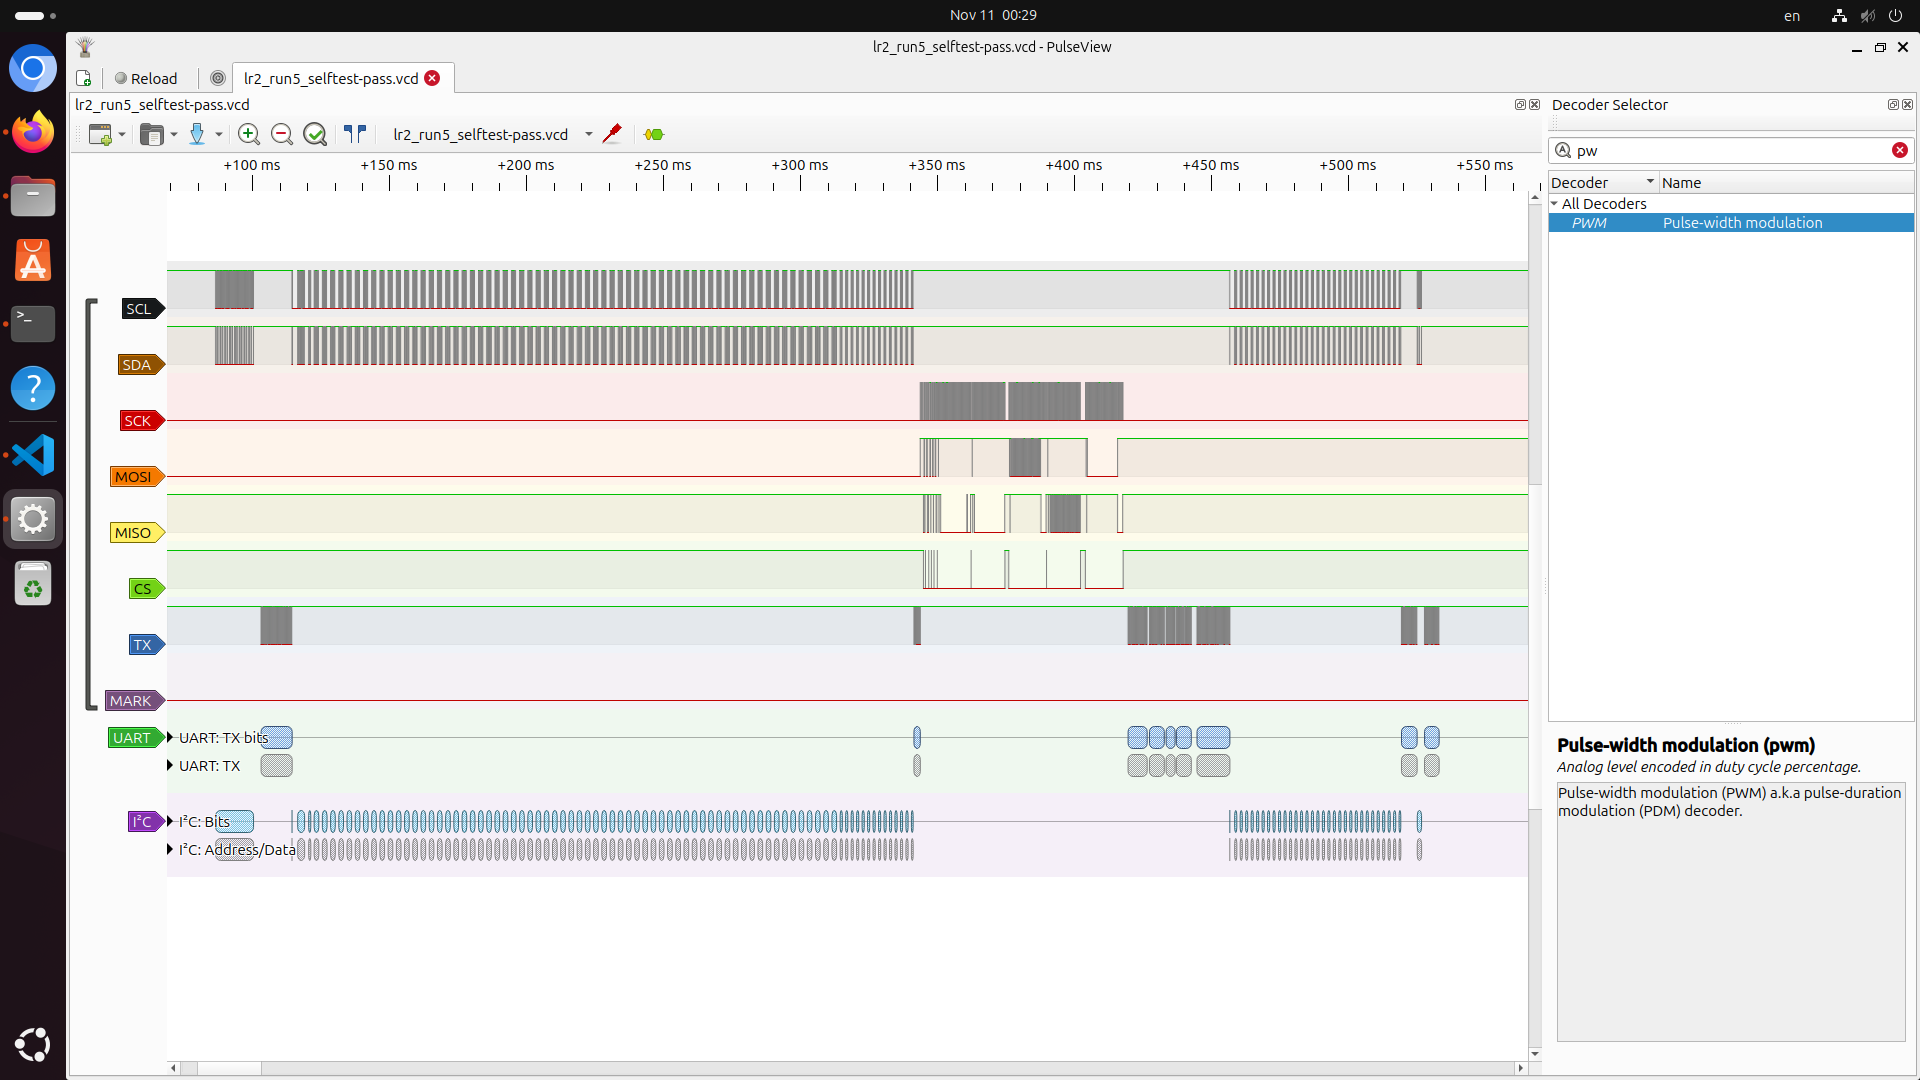 Nov 11 00:29
en
lr2_run5_selftest-pass.vcd - PulseView
Reload
lr2_run5_selftest-pass.vcd
lr2_run5_selftest-pass.vcd
Decoder Selector
lr2_run5_selftest-pass.vcd
pw
+100 ms +150 ms +200 ms +250 ms +300 ms +350 ms +400 ms +450 ms +500 ms +550 ms
Decoder Name
All Decoders
PWM Pulse-width modulation
SCL
SDA
SCK
MOSI
MISO
CS
TX
MARK
UART
UART: TX bits
UART: TX
I²C
I²C: Bits
I²C: Address/Data
Pulse-width modulation (pwm)
Analog level encoded in duty cycle percentage.
Pulse-width modulation (PWM) a.k.a pulse-duration
modulation (PDM) decoder.